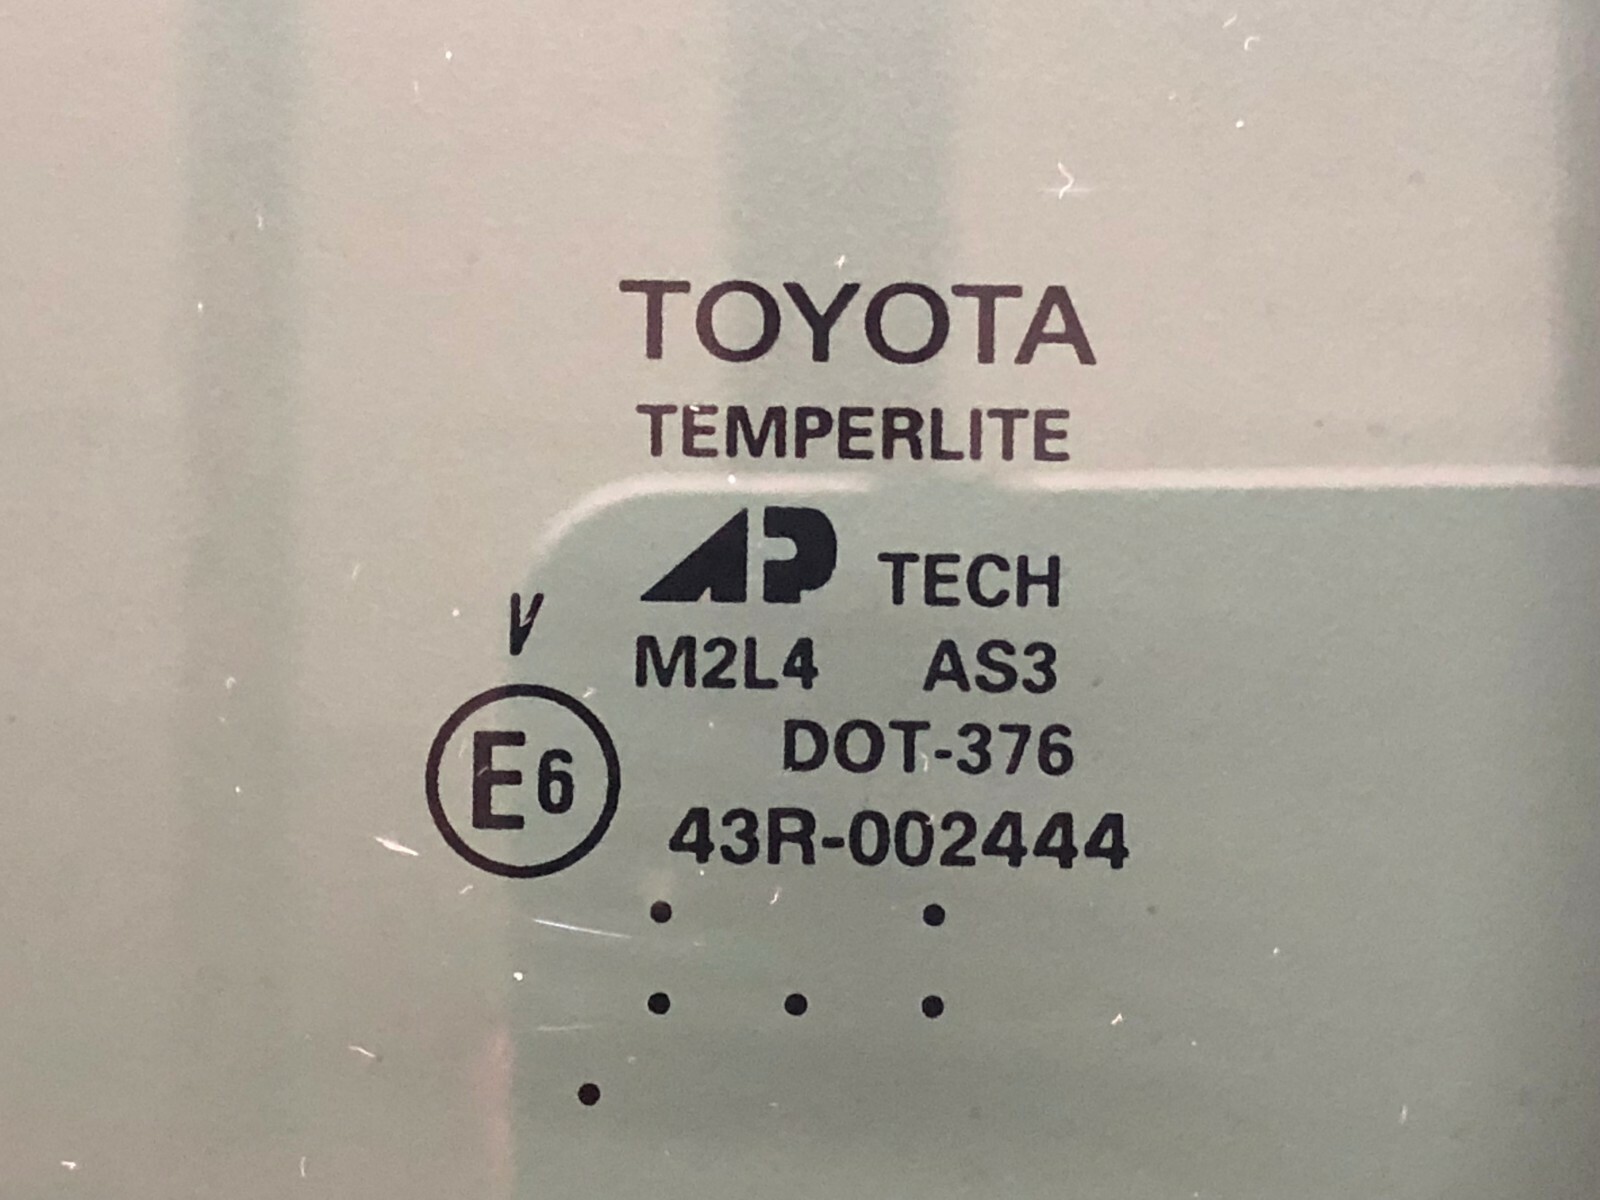 TOYOTA
TEMPERLITE
AP TECH
V
M2L4 AS3
DOT-376
E6
43R-002444